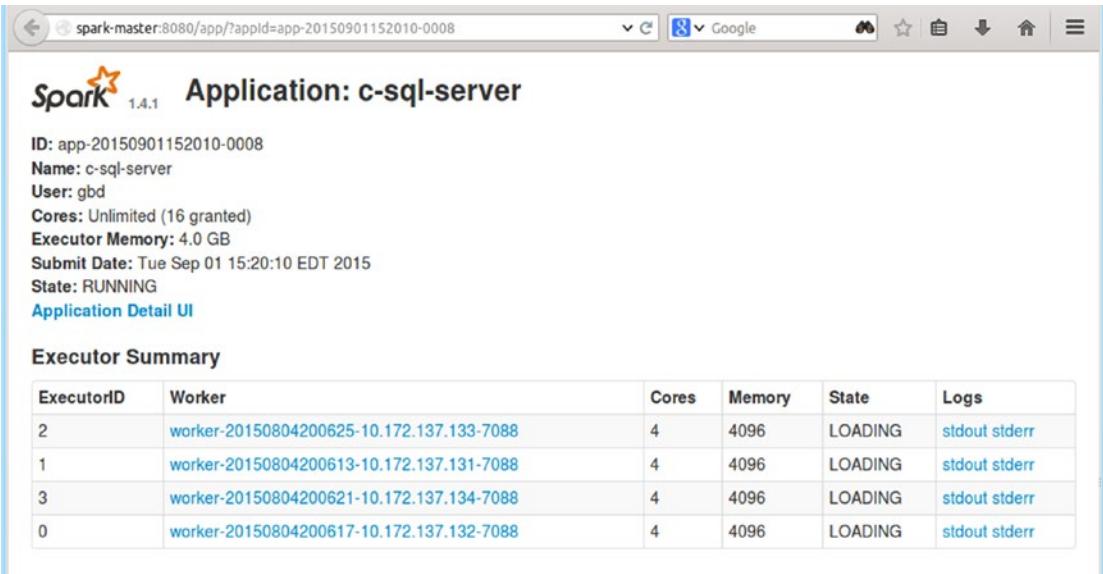 spark-master:8080/app/?appId=app-20150901152010-0008 Google
Spark 1.4.1 Application: c-sql-server
ID: app-20150901152010-0008
Name: c-sql-server
User: gbd
Cores: Unlimited (16 granted)
Executor Memory: 4.0 GB
Submit Date: Tue Sep 01 15:20:10 EDT 2015
State: RUNNING
Application Detail UI
Executor Summary
ExecutorID Worker Cores Memory State Logs
2 worker-20150804200625-10.172.137.133-7088 4 4096 LOADING stdout stderr
1 worker-20150804200613-10.172.137.131-7088 4 4096 LOADING stdout stderr
3 worker-20150804200621-10.172.137.134-7088 4 4096 LOADING stdout stderr
0 worker-20150804200617-10.172.137.132-7088 4 4096 LOADING stdout stderr